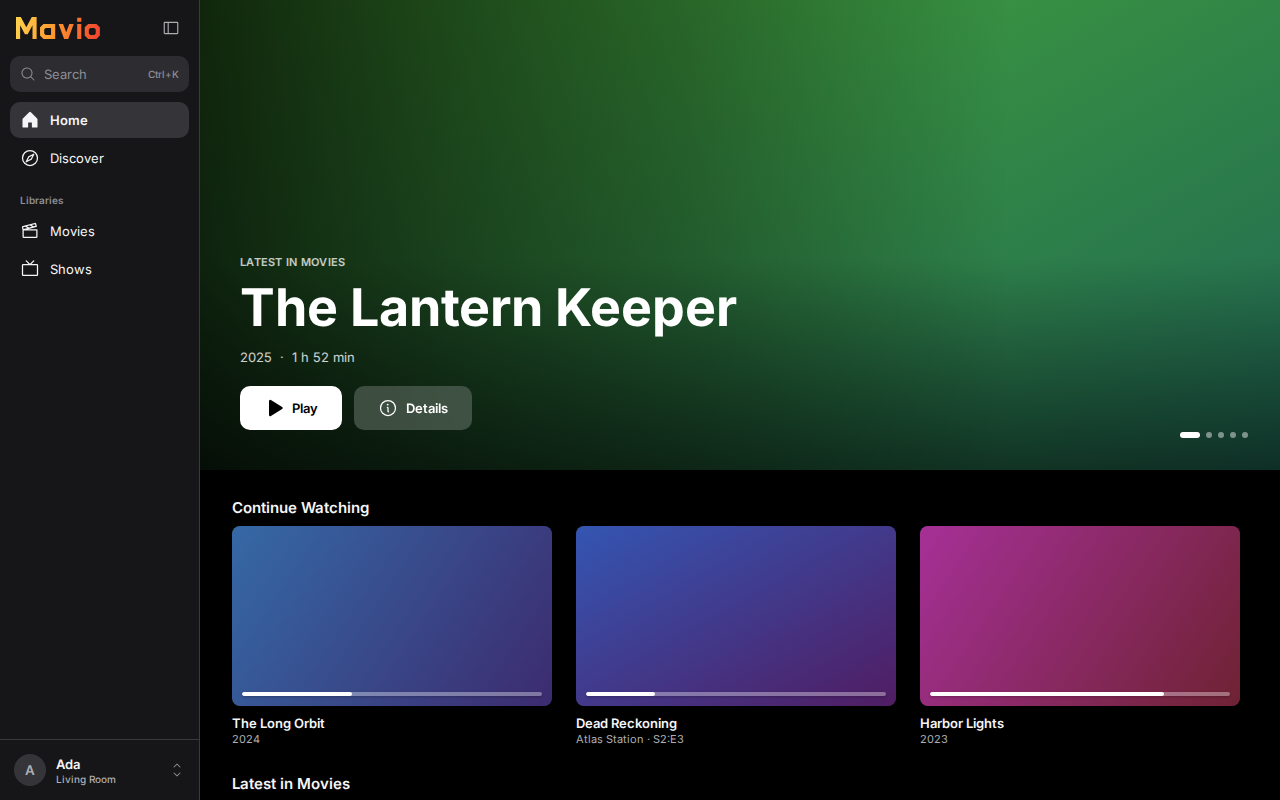 Mavio
Search
Ctrl+K
Home
Discover
Libraries
Movies
Shows
LATEST IN MOVIES
The Lantern Keeper
2025 · 1 h 52 min
Play
Details
Continue Watching
The Long Orbit
2024
Dead Reckoning
Atlas Station · S2:E3
Harbor Lights
2023
Latest in Movies
A
Ada
Living Room